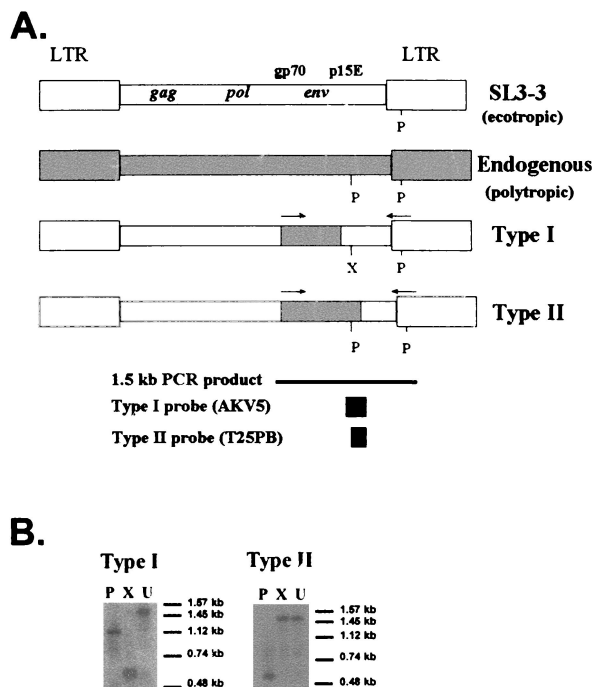 A.
LTR LTR
gp70 p15E
gag pol env SL3-3
(ecotropic)
P
Endogenous
(polytropic)
P P
Type I
X P
Type II
P P
1.5 kb PCR product
Type I probe (AKV5)
Type II probe (T25PB)
B.
Type I Type II
P X U P X U
1.57 kb 1.57 kb
1.45 kb 1.45 kb
1.12 kb 1.12 kb
0.74 kb 0.74 kb
0.48 kb 0.48 kb